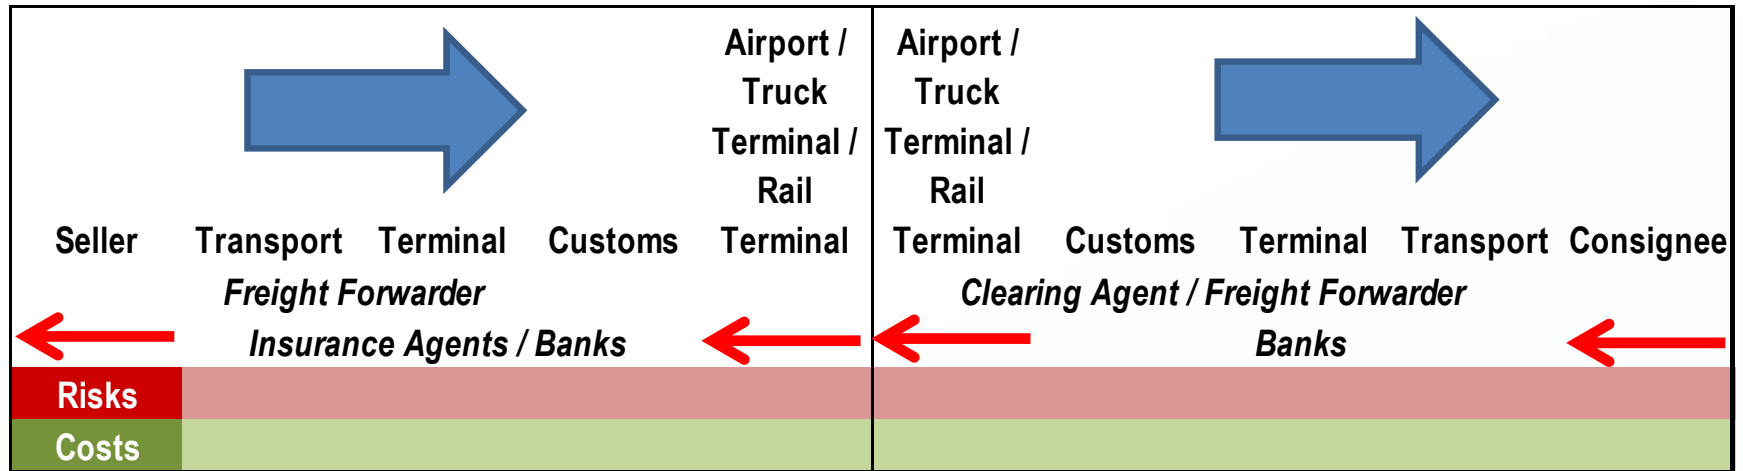 Airport / Airport /
Truck Truck
Terminal / Terminal /
Rail Rail
Seller Transport Terminal Customs Terminal Terminal Customs Terminal Transport Consignee
Freight Forwarder Clearing Agent / Freight Forwarder
Insurance Agents / Banks Banks
Risks
Costs